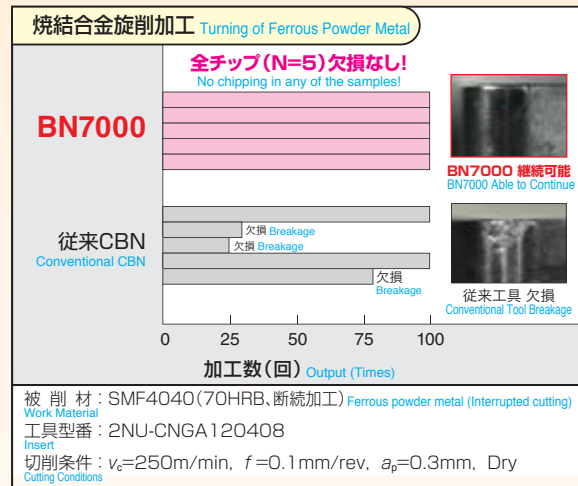 焼結合金旋削加工 Turning of Ferrous Powder Metal
全チップ(N=5)欠損なし!
No chipping in any of the samples!
BN7000
BN7000 継続可能
BN7000 Able to Continue
従来CBN
Conventional CBN
欠損 Breakage
欠損 Breakage
欠損
Breakage
従来工具 欠損
Conventional Tool Breakage
0 25 50 75 100
加工数(回) Output (Times)
被削材:SMF4040(70HRB、断続加工) Ferrous powder metal (Interrupted cutting)
Work Material
工具型番:2NU-CNGA120408
Insert
切削条件:vc=250m/min, f=0.1mm/rev, ap=0.3mm, Dry
Cutting Conditions